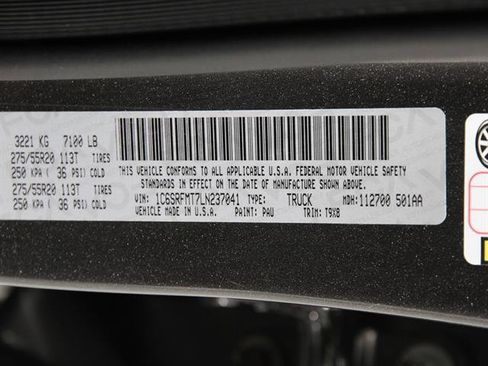 3221 KG 7100 LB
275/55R20 113T TIRES
250 KPA ( 36 PSI) COLD
275/55R20 113T TIRES
250 KPA ( 36 PSI) COLD
THIS VEHICLE CONFORMS TO ALL APPLICABLE U.S.A. FEDERAL MOTOR VEHICLE SAFETY
STANDARDS IN EFFECT ON THE DATE OF MANUFACTURE SHOWN ABOVE.
VIN: 1C6SRFMT7LN237041 TYPE: TRUCK MDH: 112700 501AA
VEHICLE MADE IN U.S.A. PAINT: PAU TRIM: T9X8